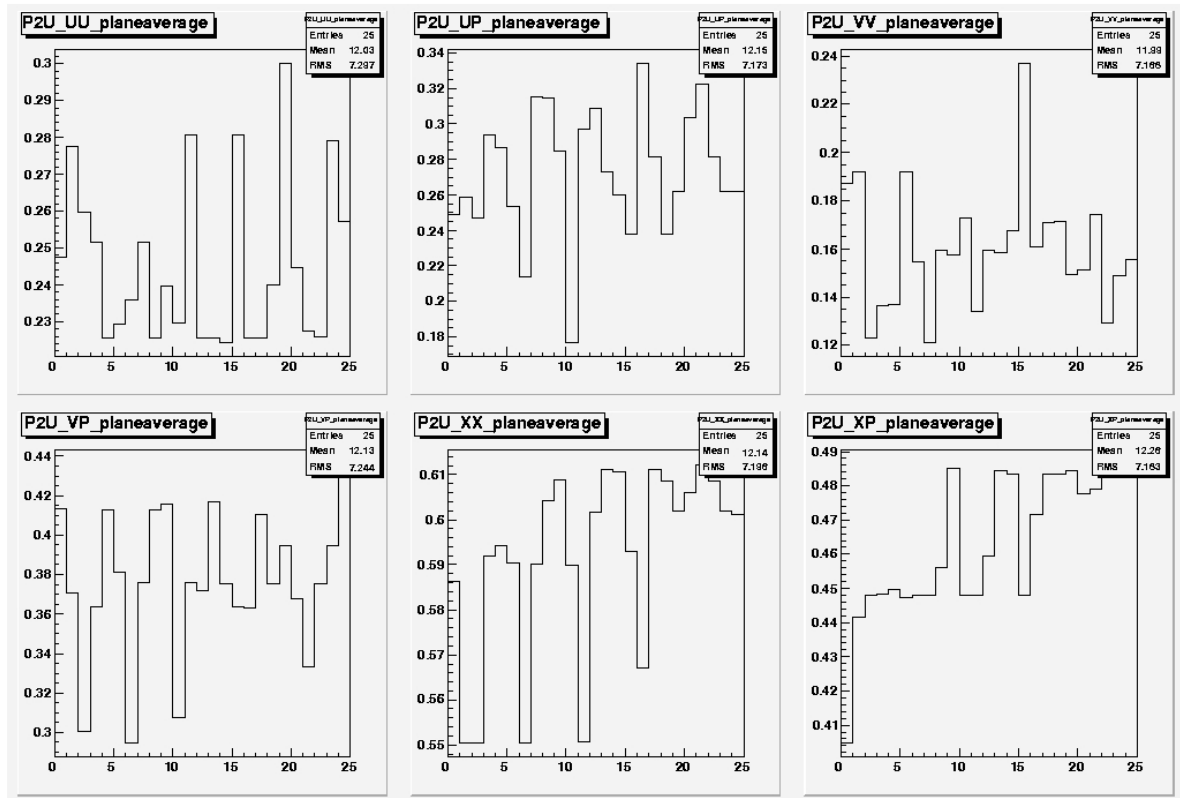 P2U_UU_planeaverage
P2U_UU_planeaverage
Entries 25
Mean 12.03
RMS 7.297
0.3
0.29
0.28
0.27
0.26
0.25
0.24
0.23
0 5 10 15 20 25
P2U_UP_planeaverage
P2U_UP_planeaverage
Entries 25
Mean 12.15
RMS 7.173
0.34
0.32
0.3
0.28
0.26
0.24
0.22
0.2
0.18
0 5 10 15 20 25
P2U_VV_planeaverage
P2U_VV_planeaverage
Entries 25
Mean 11.99
RMS 7.166
0.24
0.22
0.2
0.18
0.16
0.14
0.12
0 5 10 15 20 25
P2U_VP_planeaverage
P2U_VP_planeaverage
Entries 25
Mean 12.13
RMS 7.244
0.44
0.42
0.4
0.38
0.36
0.34
0.32
0.3
0 5 10 15 20 25
P2U_XX_planeaverage
P2U_XX_planeaverage
Entries 25
Mean 12.14
RMS 7.196
0.61
0.6
0.59
0.58
0.57
0.56
0.55
0 5 10 15 20 25
P2U_XP_planeaverage
P2U_XP_planeaverage
Entries 25
Mean 12.26
RMS 7.163
0.49
0.48
0.47
0.46
0.45
0.44
0.43
0.42
0.41
0 5 10 15 20 25